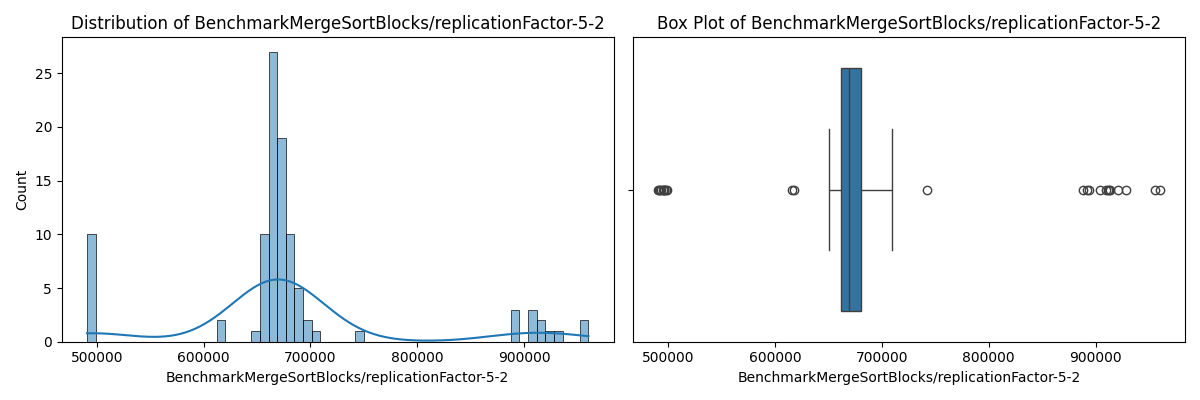 Distribution of BenchmarkMergeSortBlocks/replicationFactor-5-2
Count
25
20
15
10
5
0
500000 600000 700000 800000 900000
BenchmarkMergeSortBlocks/replicationFactor-5-2
Box Plot of BenchmarkMergeSortBlocks/replicationFactor-5-2
500000 600000 700000 800000 900000
BenchmarkMergeSortBlocks/replicationFactor-5-2